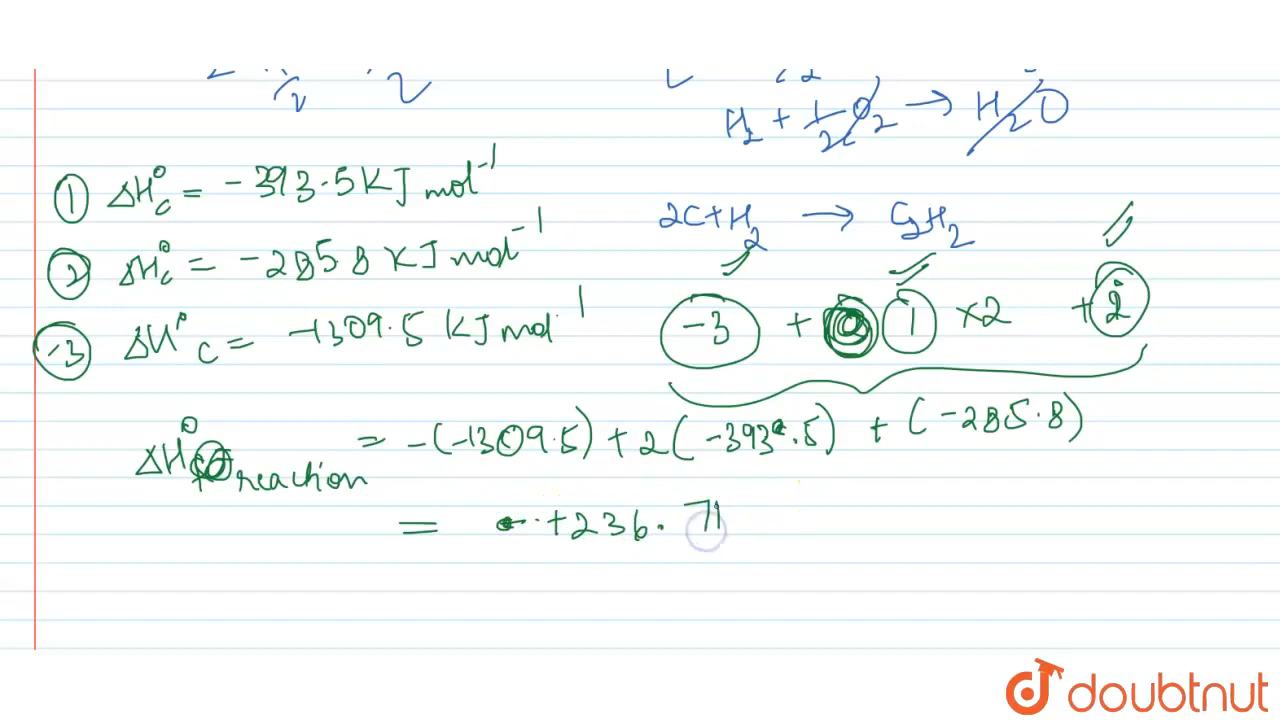 H2 + 1/2 O2 → H2O
① ΔH°c = -393.5 KJ mol⁻¹
2C + H2 → C2H2
② ΔH°c = -285.8 KJ mol⁻¹
-3 + 1 × 2 + 2
-3 ΔH°c = -1309.5 KJ mol⁻¹
ΔH° reaction = -(-1309.5) + 2(-393.5) + (-285.8)
= +236.71
doubtnut